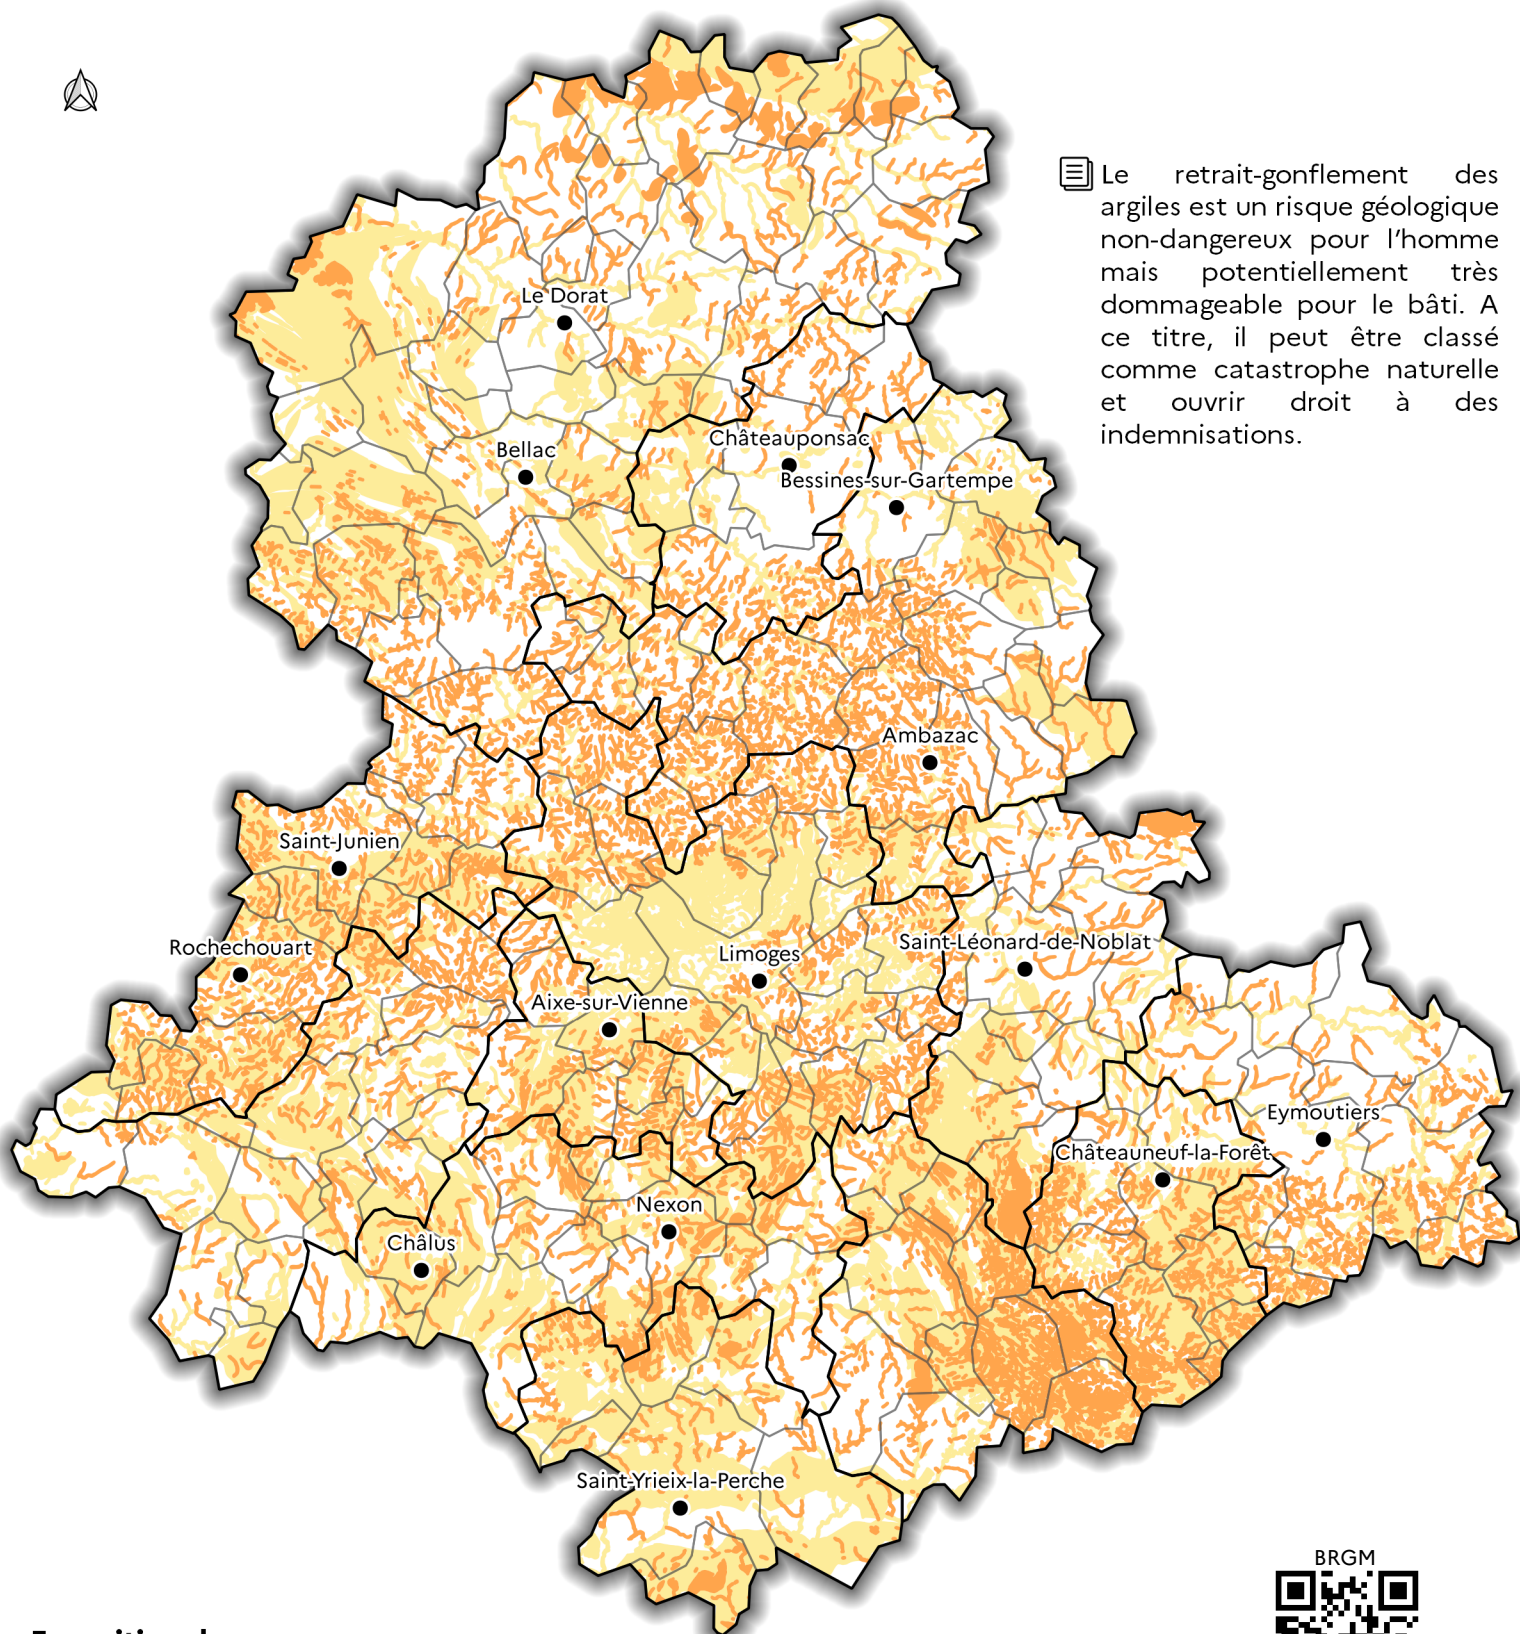 Le retrait-gonflement des
argiles est un risque géologique
non-dangereux pour l'homme
mais potentiellement très
dommageable pour le bâti. A
ce titre, il peut être classé
comme catastrophe naturelle
et ouvrir droit à des
indemnisations.
Le Dorat
Châteauponsac
Bellac
Bessines-sur-Gartempe
Ambazac
Saint-Junien
Rochechouart
Saint-Léonard-de-Noblat
Limoges
Aixe-sur-Vienne
Eymoutiers
Châteauneuf-la-Forêt
Nexon
Châlus
Saint-Yrieix-la-Perche
BRGM